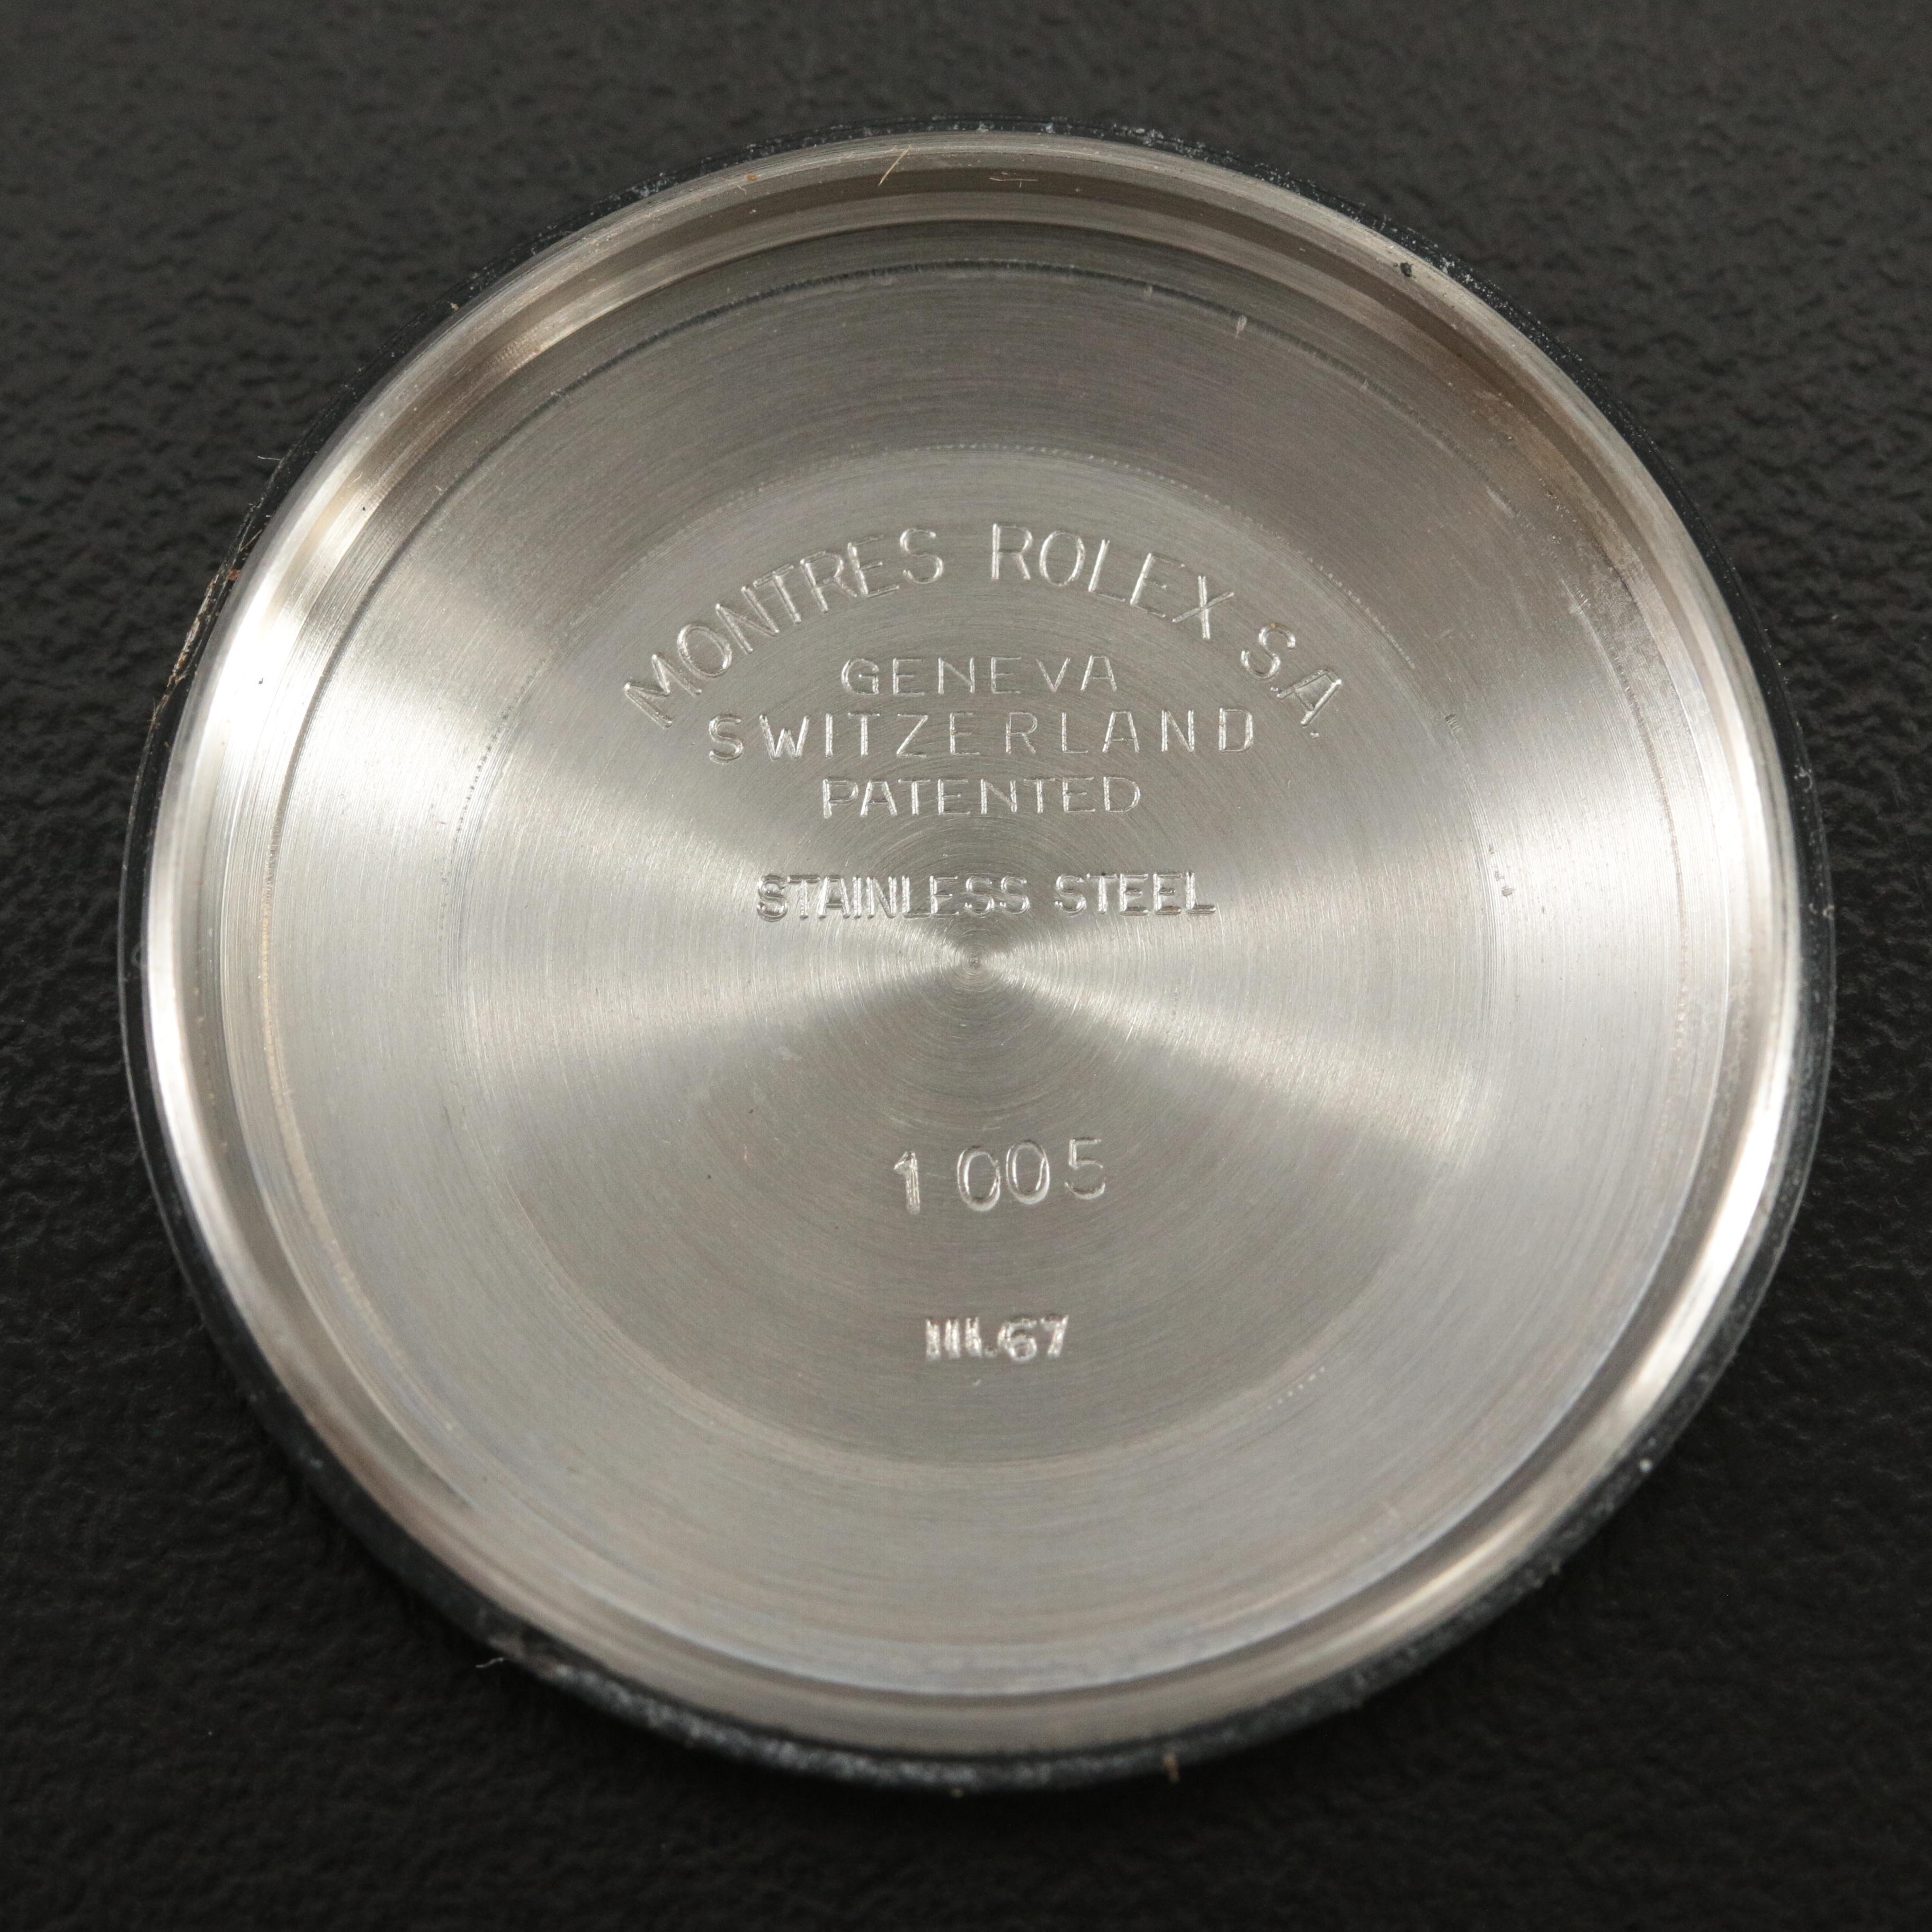 MONTRES ROLEX S.A.
GENEVA
SWITZERLAND
PATENTED
STAINLESS STEEL
1005
III.67